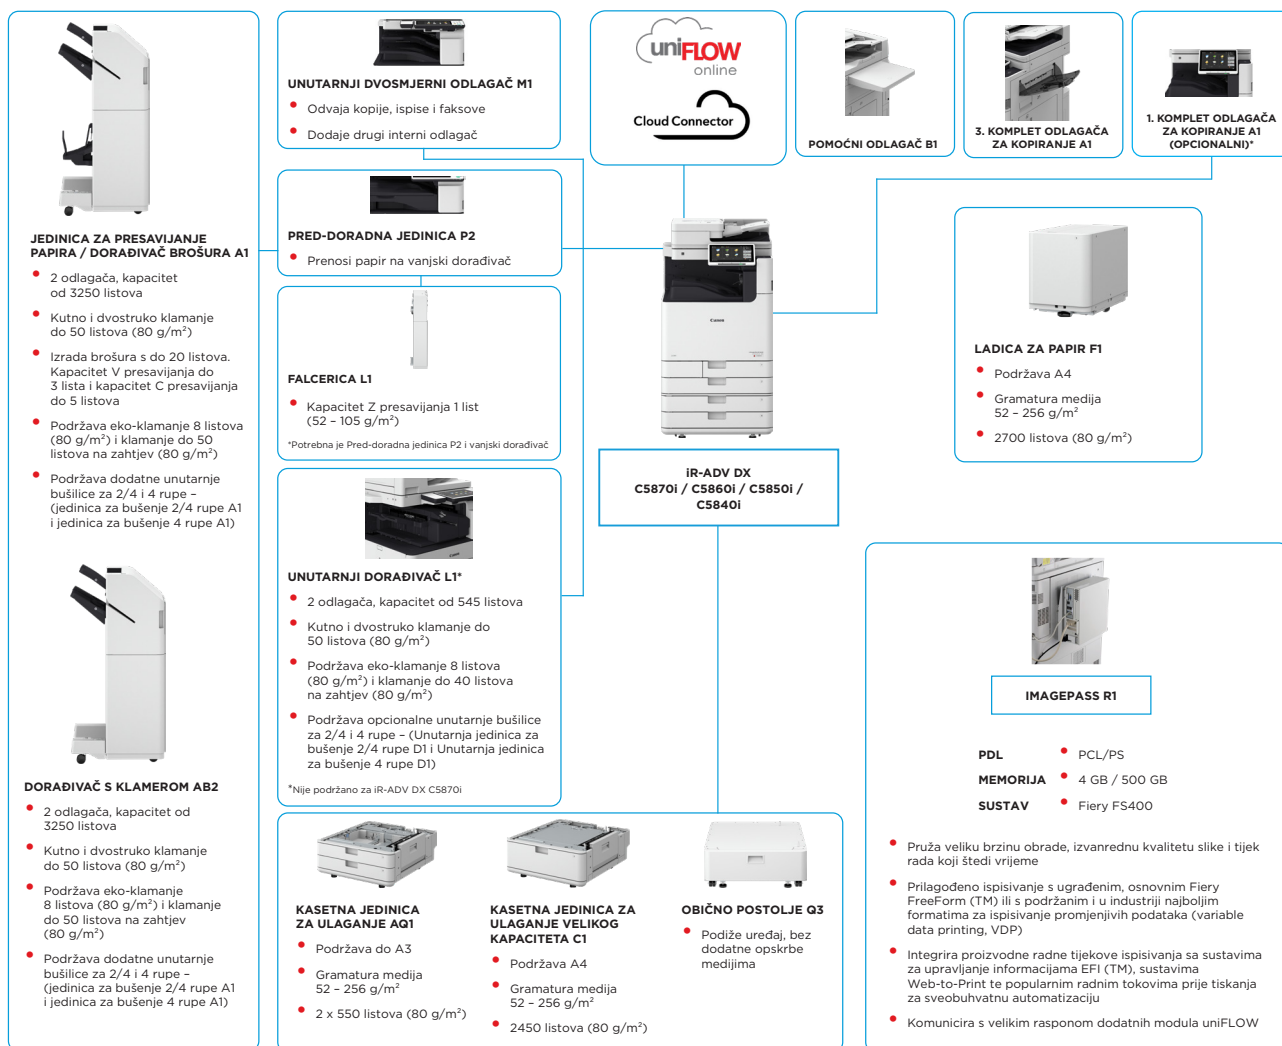 JEDINICA ZA PRESAVIJANJE
PAPIRA / DORAĐIVAČ BROŠURA A1
• 2 odlagača, kapacitet
od 3250 listova
• Kutno i dvostruko klamanje
do 50 listova (80 g/m²)
• Izrada brošura s do 20 listova.
Kapacitet V presavijanja do
3 lista i kapacitet C presavijanja
do 5 listova
• Podržava eko-klamanje 8 listova
(80 g/m²) i klamanje do 50
listova na zahtjev (80 g/m²)
• Podržava dodatne unutarnje
bušilice za 2/4 i 4 rupe –
(jedinica za bušenje 2/4 rupe A1
i jedinica za bušenje 4 rupe A1)
DORAĐIVAČ S KLAMEROM AB2
• 2 odlagača, kapacitet od
3250 listova
• Kutno i dvostruko klamanje
do 50 listova (80 g/m²)
• Podržava eko-klamanje
8 listova (80 g/m²) i klamanje
do 50 listova na zahtjev
(80 g/m²)
• Podržava dodatne unutarnje
bušilice za 2/4 i 4 rupe –
(jedinica za bušenje 2/4 rupe A1
i jedinica za bušenje 4 rupe A1)
UNUTARNJI DVOSMJERNI ODLAGAČ M1
• Odvaja kopije, ispise i faksove
• Dodaje drugi interni odlagač
PRED-DORADNA JEDINICA P2
• Prenosi papir na vanjski dorađivač
FALCERICA L1
• Kapacitet Z presavijanja 1 list
(52 – 105 g/m²)
*Potrebna je Pred-doradna jedinica P2 i vanjski dorađivač
UNUTARNJI DORAĐIVAČ L1*
• 2 odlagača, kapacitet od 545 listova
• Kutno i dvostruko klamanje do
50 listova (80 g/m²)
• Podržava eko-klamanje 8 listova
(80 g/m²) i klamanje do 40 listova
na zahtjev (80 g/m²)
• Podržava opcionalne unutarnje bušilice
za 2/4 i 4 rupe – (Unutarnja jedinica za
bušenje 2/4 rupe D1 i Unutarnja jedinica
za bušenje 4 rupe D1)
*Nije podržano za iR-ADV DX C5870i
uniFLOW
online
Cloud Connector
POMOĆNI ODLAGAČ B1
3. KOMPLET ODLAGAČA
ZA KOPIRANJE A1
1. KOMPLET ODLAGAČA
ZA KOPIRANJE A1
(OPCIONALNI)*
Canon
iR-ADV DX
C5870i / C5860i / C5850i /
C5840i
LADICA ZA PAPIR F1
• Podržava A4
• Gramatura medija
52 – 256 g/m²
• 2700 listova (80 g/m²)
KASETNA JEDINICA
ZA ULAGANJE AQ1
• Podržava do A3
• Gramatura medija
52 – 256 g/m²
• 2 x 550 listova (80 g/m²)
KASETNA JEDINICA ZA
ULAGANJE VELIKOG
KAPACITETA C1
• Podržava A4
• Gramatura medija
52 – 256 g/m²
• 2450 listova (80 g/m²)
OBIČNO POSTOLJE Q3
• Podiže uređaj, bez
dodatne opskrbe
medijima
IMAGEPASS R1
PDL • PCL/PS
MEMORIJA • 4 GB / 500 GB
SUSTAV • Fiery FS400
• Pruža veliku brzinu obrade, izvanrednu kvalitetu slike i tijek
rada koji štedi vrijeme
• Prilagođeno ispisivanje s ugrađenim, osnovnim Fiery
FreeForm (TM) ili s podržanim i u industriji najboljim
formatima za ispisivanje promjenjivih podataka (variable
data printing, VDP)
• Integrira proizvodne radne tijekove ispisivanja sa sustavima
za upravljanje informacijama EFI (TM), sustavima
Web-to-Print te popularnim radnim tokovima prije tiskanja
za sveobuhvatnu automatizaciju
• Komunicira s velikim rasponom dodatnih modula uniFLOW